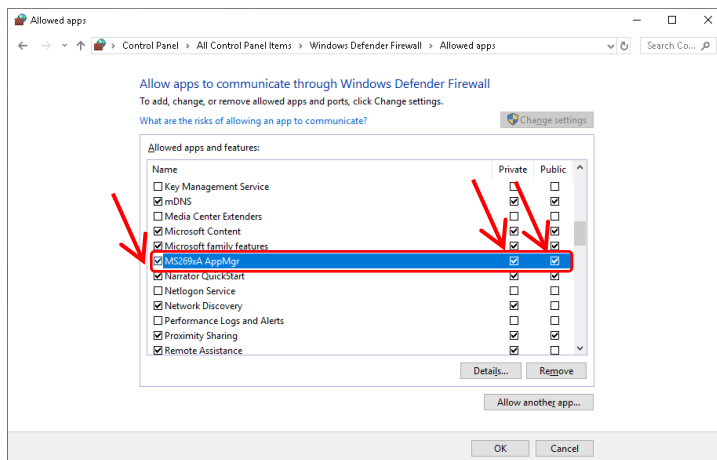 Allowed apps
Control Panel > All Control Panel Items > Windows Defender Firewall > Allowed apps
Search Co...
Allow apps to communicate through Windows Defender Firewall
To add, change, or remove allowed apps and ports, click Change settings.
What are the risks of allowing an app to communicate?
Change settings
Allowed apps and features:
Name Private Public
Key Management Service
mDNS
Media Center Extenders
Microsoft Content
Microsoft family features
MS269xA AppMgr
Narrator QuickStart
Netlogon Service
Network Discovery
Performance Logs and Alerts
Proximity Sharing
Remote Assistance
Details... Remove
Allow another app...
OK Cancel